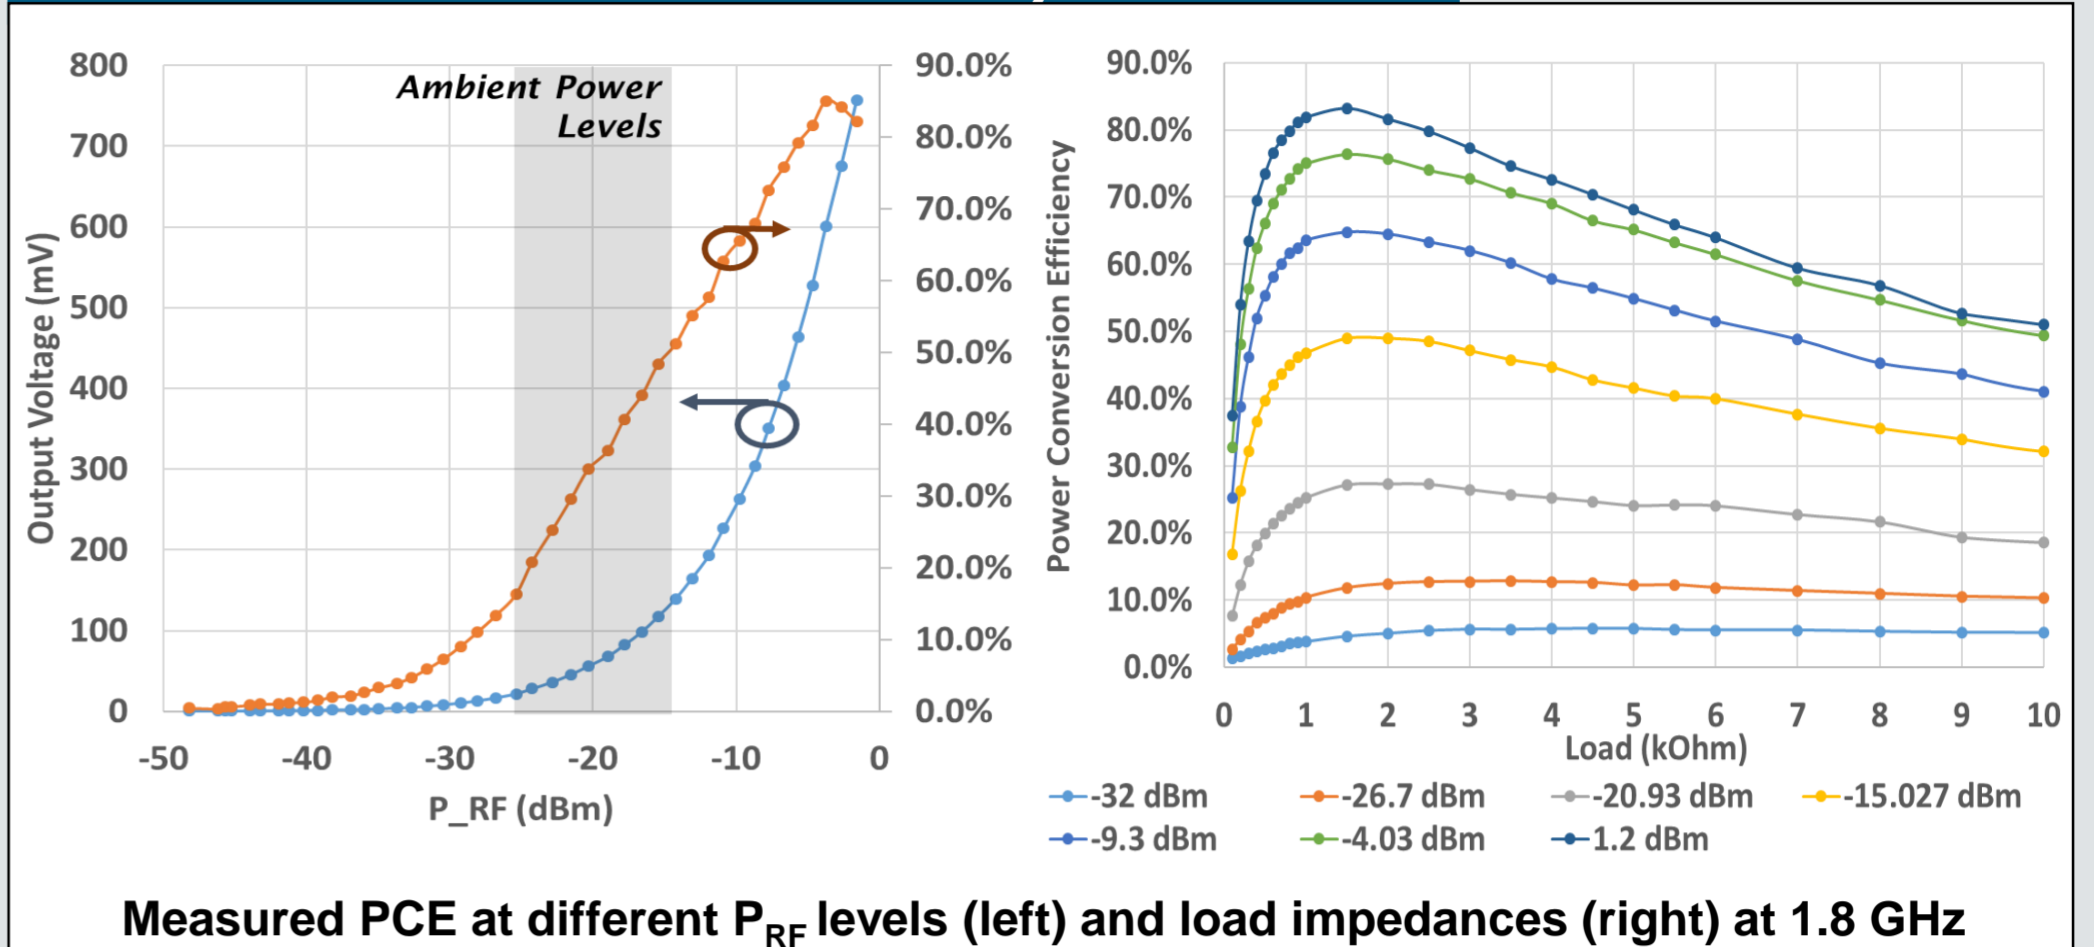 Ambient Power
Levels
Output Voltage (mV)
800
700
600
500
400
300
200
100
0
90.0%
80.0%
70.0%
60.0%
50.0%
40.0%
30.0%
20.0%
10.0%
0.0%
-50 -40 -30 -20 -10 0
P_RF (dBm)
Power Conversion Efficiency
90.0%
80.0%
70.0%
60.0%
50.0%
40.0%
30.0%
20.0%
10.0%
0.0%
0 1 2 3 4 5 6 7 8 9 10
Load (kOhm)
-32 dBm -26.7 dBm -20.93 dBm -15.027 dBm
-9.3 dBm -4.03 dBm 1.2 dBm
Measured PCE at different PRF levels (left) and load impedances (right) at 1.8 GHz